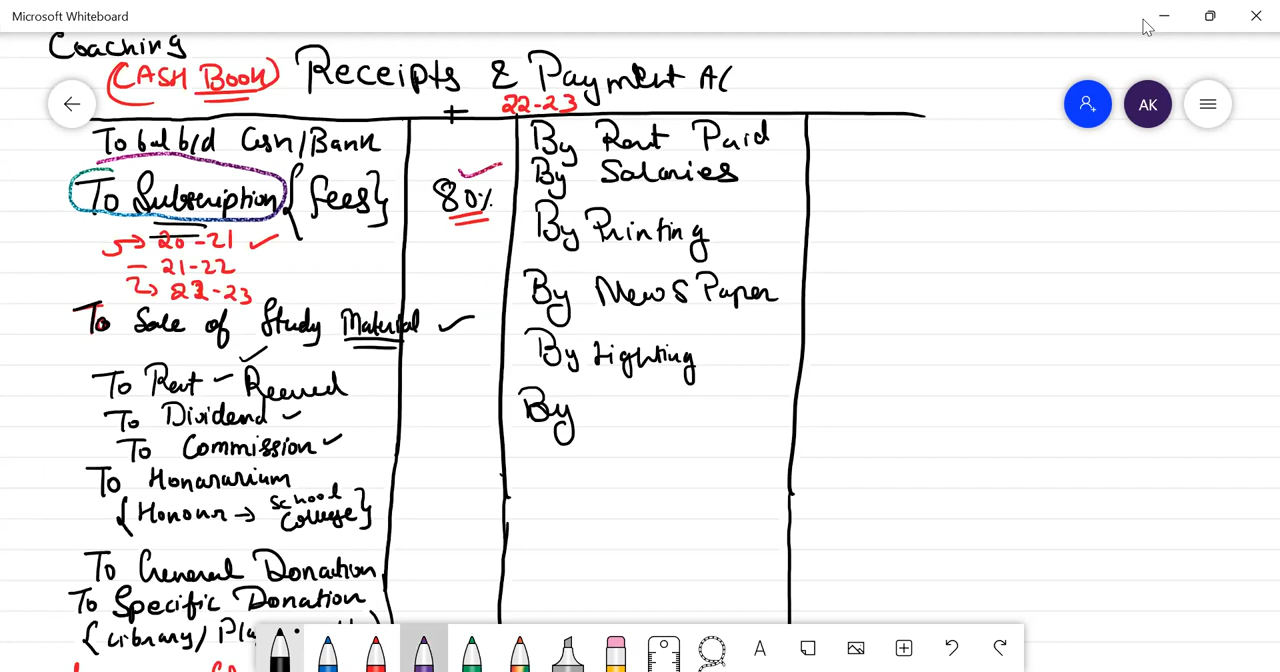 Microsoft Whiteboard
Coaching
(CASH Book) Receipts & Payment A/C
22-23
To bal b/d Cash/Bank
To Subscription {fees} 80%
→ 20-21
- 21-22
→ 22-23
To Sale of Study Material
To Rent
To Dividend
To Commission
To Honararium
{Honour → School College}
To General Donation
To Specific Donation
{Library/
By Rent Paid
By Salaries
By Printing
By News Paper
By Lighting
By
AK
A